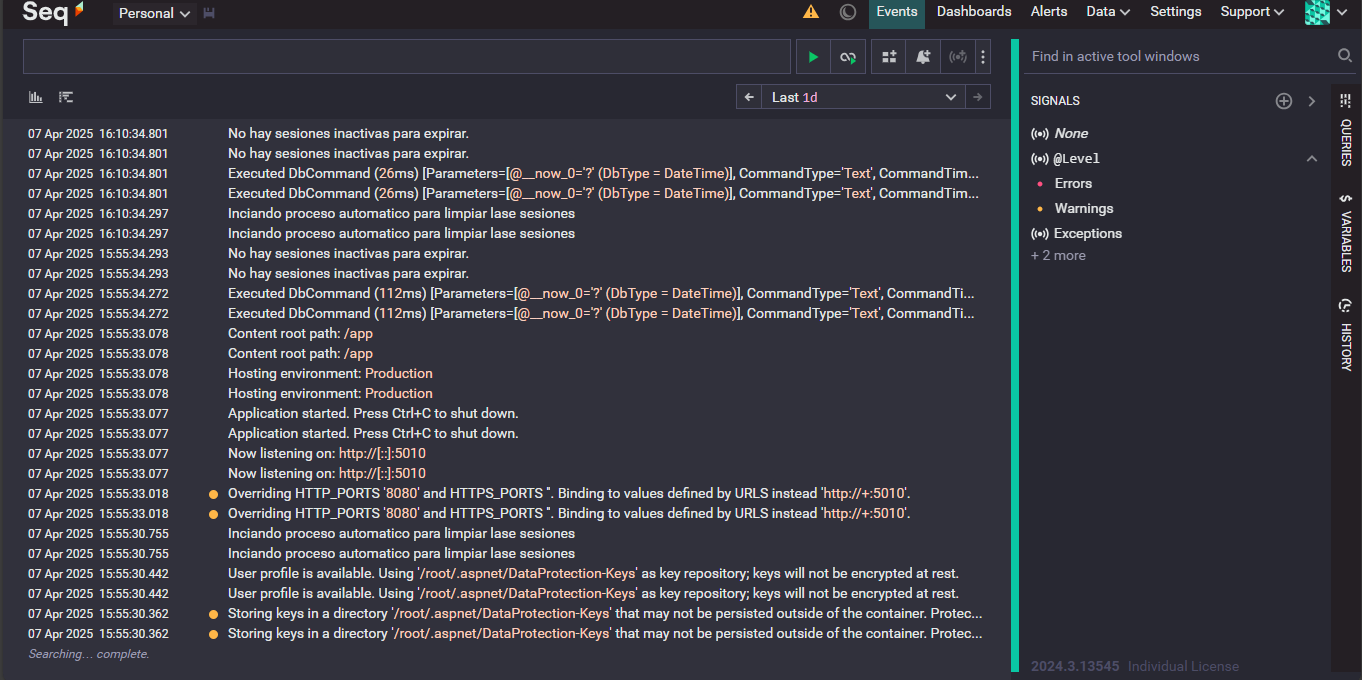 Seq Personal Events Dashboards Alerts Data Settings Support
Find in active tool windows
Last 1d
SIGNALS
None
@Level
Errors
Warnings
Exceptions
+ 2 more
QUERIES
VARIABLES
HISTORY
07 Apr 2025 16:10:34.801 No hay sesiones inactivas para expirar.
07 Apr 2025 16:10:34.801 No hay sesiones inactivas para expirar.
07 Apr 2025 16:10:34.801 Executed DbCommand (26ms) [Parameters=[@__now_0='?' (DbType = DateTime)], CommandType='Text', CommandTim...
07 Apr 2025 16:10:34.801 Executed DbCommand (26ms) [Parameters=[@__now_0='?' (DbType = DateTime)], CommandType='Text', CommandTim...
07 Apr 2025 16:10:34.297 Inciando proceso automatico para limpiar lase sesiones
07 Apr 2025 16:10:34.297 Inciando proceso automatico para limpiar lase sesiones
07 Apr 2025 15:55:34.293 No hay sesiones inactivas para expirar.
07 Apr 2025 15:55:34.293 No hay sesiones inactivas para expirar.
07 Apr 2025 15:55:34.272 Executed DbCommand (112ms) [Parameters=[@__now_0='?' (DbType = DateTime)], CommandType='Text', CommandTi...
07 Apr 2025 15:55:34.272 Executed DbCommand (112ms) [Parameters=[@__now_0='?' (DbType = DateTime)], CommandType='Text', CommandTi...
07 Apr 2025 15:55:33.078 Content root path: /app
07 Apr 2025 15:55:33.078 Content root path: /app
07 Apr 2025 15:55:33.078 Hosting environment: Production
07 Apr 2025 15:55:33.078 Hosting environment: Production
07 Apr 2025 15:55:33.077 Application started. Press Ctrl+C to shut down.
07 Apr 2025 15:55:33.077 Application started. Press Ctrl+C to shut down.
07 Apr 2025 15:55:33.077 Now listening on: http://[::]:5010
07 Apr 2025 15:55:33.077 Now listening on: http://[::]:5010
07 Apr 2025 15:55:33.018 Overriding HTTP_PORTS '8080' and HTTPS_PORTS ''. Binding to values defined by URLS instead 'http://+:5010'.
07 Apr 2025 15:55:33.018 Overriding HTTP_PORTS '8080' and HTTPS_PORTS ''. Binding to values defined by URLS instead 'http://+:5010'.
07 Apr 2025 15:55:30.755 Inciando proceso automatico para limpiar lase sesiones
07 Apr 2025 15:55:30.755 Inciando proceso automatico para limpiar lase sesiones
07 Apr 2025 15:55:30.442 User profile is available. Using '/root/.aspnet/DataProtection-Keys' as key repository; keys will not be encrypted at rest.
07 Apr 2025 15:55:30.442 User profile is available. Using '/root/.aspnet/DataProtection-Keys' as key repository; keys will not be encrypted at rest.
07 Apr 2025 15:55:30.362 Storing keys in a directory '/root/.aspnet/DataProtection-Keys' that may not be persisted outside of the container. Protec...
07 Apr 2025 15:55:30.362 Storing keys in a directory '/root/.aspnet/DataProtection-Keys' that may not be persisted outside of the container. Protec...
Searching... complete.
2024.3.13545 Individual License